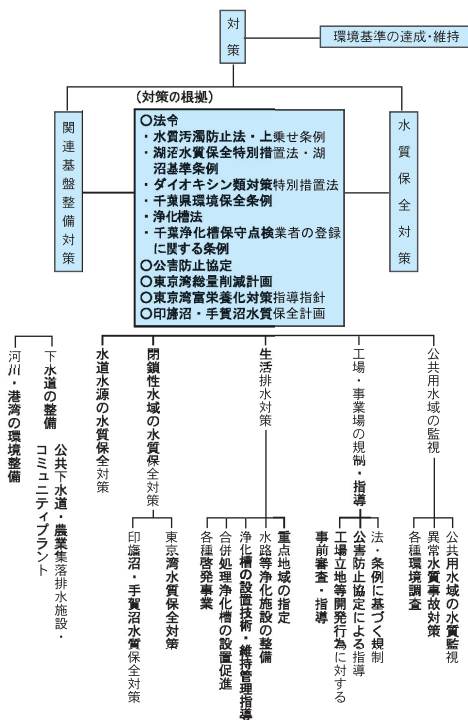 対策
環境基準の達成・維持
(対策の根拠)
関連基盤整備対策
○法令
・水質汚濁防止法・上乗せ条例
・湖沼水質保全特別措置法・湖
沼基準条例
・ダイオキシン類対策特別措置法
・千葉県環境保全条例
・浄化槽法
・千葉浄化槽保守点検業者の登録
に関する条例
○公害防止協定
○東京湾総量削減計画
○東京湾富栄養化対策指導指針
○印旛沼・手賀沼水質保全計画
水質保全対策
公共用水域の監視
公共用水域の水質監視
異常水質事故対策
各種環境調査
工場・事業場の規制・指導
法・条例に基づく規制
公害防止協定による指導
工場立地等開発行為に対する
事前審査・指導
生活排水対策
重点地域の指定
水路等浄化施設の整備
浄化槽の設置技術・維持管理指導
合併処理浄化槽の設置促進
各種啓発事業
閉鎖性水域の水質保全対策
東京湾水質保全対策
印旛沼・手賀沼水質保全対策
水道水源の水質保全対策
下水道の整備
公共下水道・農業集落排水施設・
コミュニティプラント
河川・港湾の環境整備